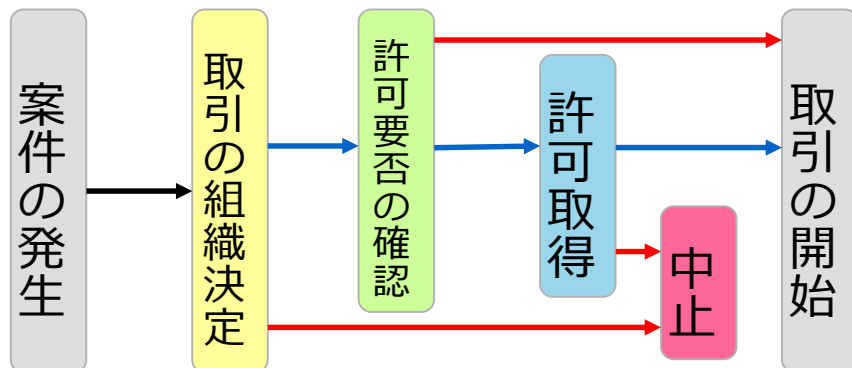 案件の発生
取引の組織決定
許可要否の確認
許可取得
中止
取引の開始